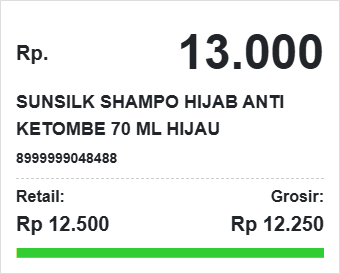 Rp. 13.000
SUNSILK SHAMPO HIJAB ANTI
KETOMBE 70 ML HIJAU
8999999048488
Retail: Grosir:
Rp 12.500 Rp 12.250